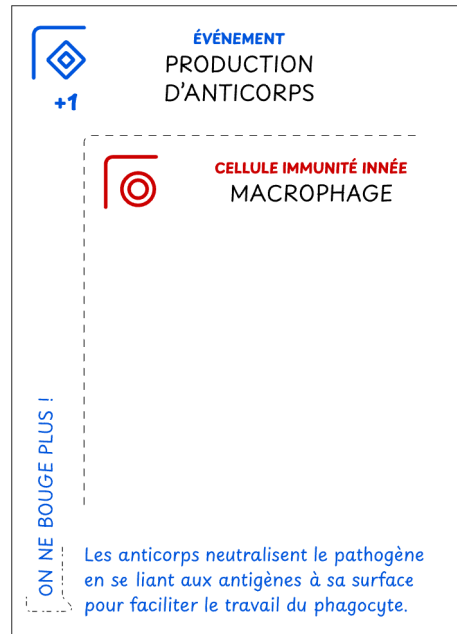 ÉVÉNEMENT
PRODUCTION
D'ANTICORPS
+1
CELLULE IMMUNITÉ INNÉE
MACROPHAGE
ON NE BOUGE PLUS !
Les anticorps neutralisent le pathogène
en se liant aux antigènes à sa surface
pour faciliter le travail du phagocyte.